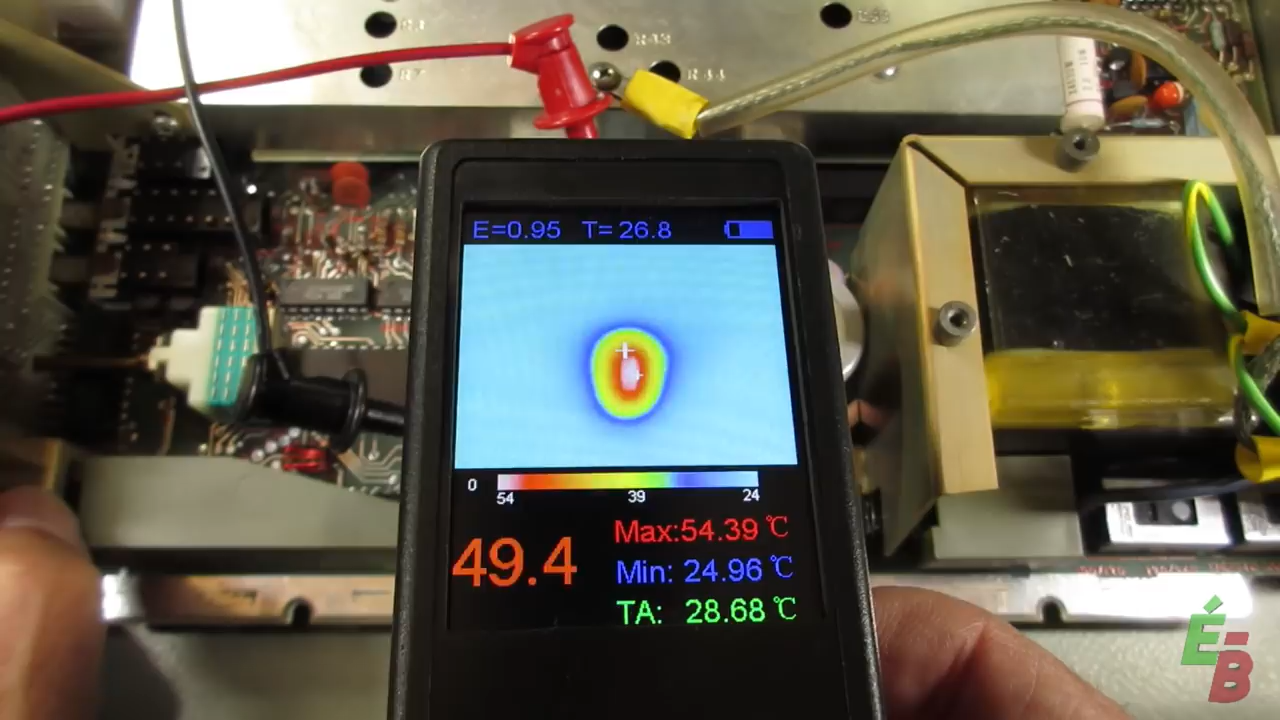 R43
R7
R44
E=0.95 T= 26.8
0
54 39 24
49.4
Max:54.39 ℃
Min: 24.96 ℃
TA: 28.68 ℃
É-B